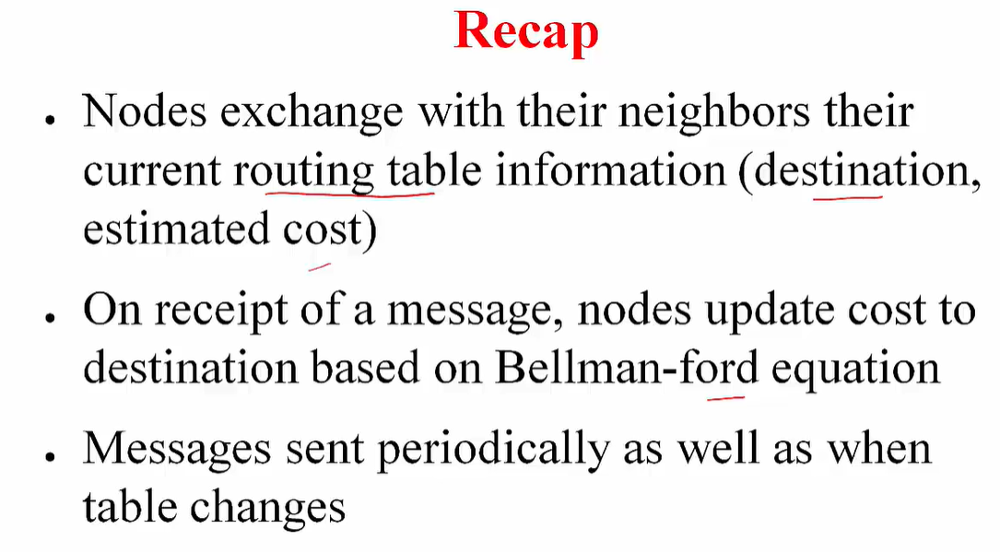 Recap
• Nodes exchange with their neighbors their
current routing table information (destination,
estimated cost)
• On receipt of a message, nodes update cost to
destination based on Bellman-ford equation
• Messages sent periodically as well as when
table changes